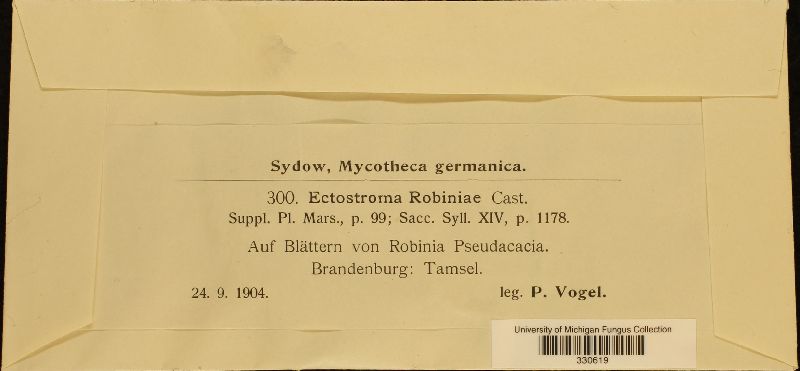 Sydow, Mycotheca germanica.
300. Ectostroma Robiniae Cast.
Suppl. Pl. Mars., p. 99; Sacc. Syll. XIV, p. 1178.
Auf Blättern von Robinia Pseudacacia.
Brandenburg: Tamsel.
24. 9. 1904. leg. P. Vogel.
University of Michigan Fungus Collection
330619